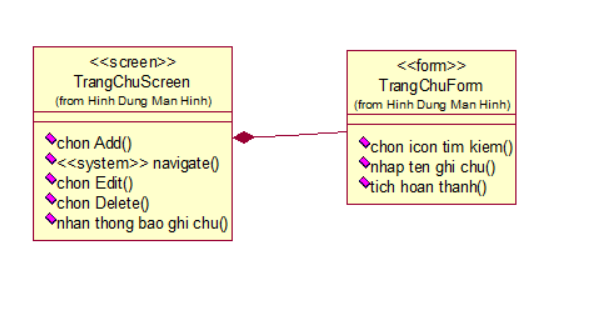 <<screen>>
TrangChuScreen
(from Hinh Dung Man Hinh)
chon Add()
<<system>> navigate()
chon Edit()
chon Delete()
nhan thong bao ghi chu()
<<form>>
TrangChuForm
(from Hinh Dung Man Hinh)
chon icon tim kiem()
nhap ten ghi chu()
tich hoan thanh()